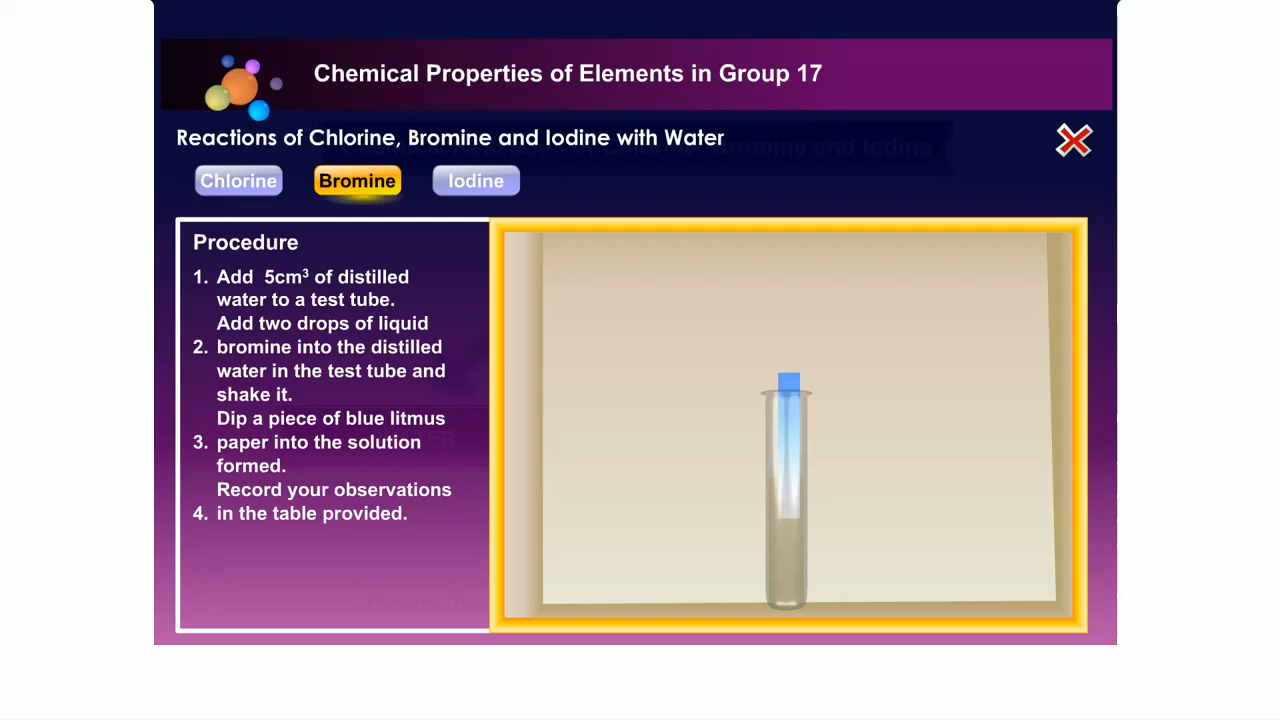 Chemical Properties of Elements in Group 17
Reactions of Chlorine, Bromine and Iodine with Water
Chlorine
Bromine
Iodine
Procedure
1. Add 5cm³ of distilled
water to a test tube.
Add two drops of liquid
2. bromine into the distilled
water in the test tube and
shake it.
Dip a piece of blue litmus
3. paper into the solution
formed.
Record your observations
4. in the table provided.